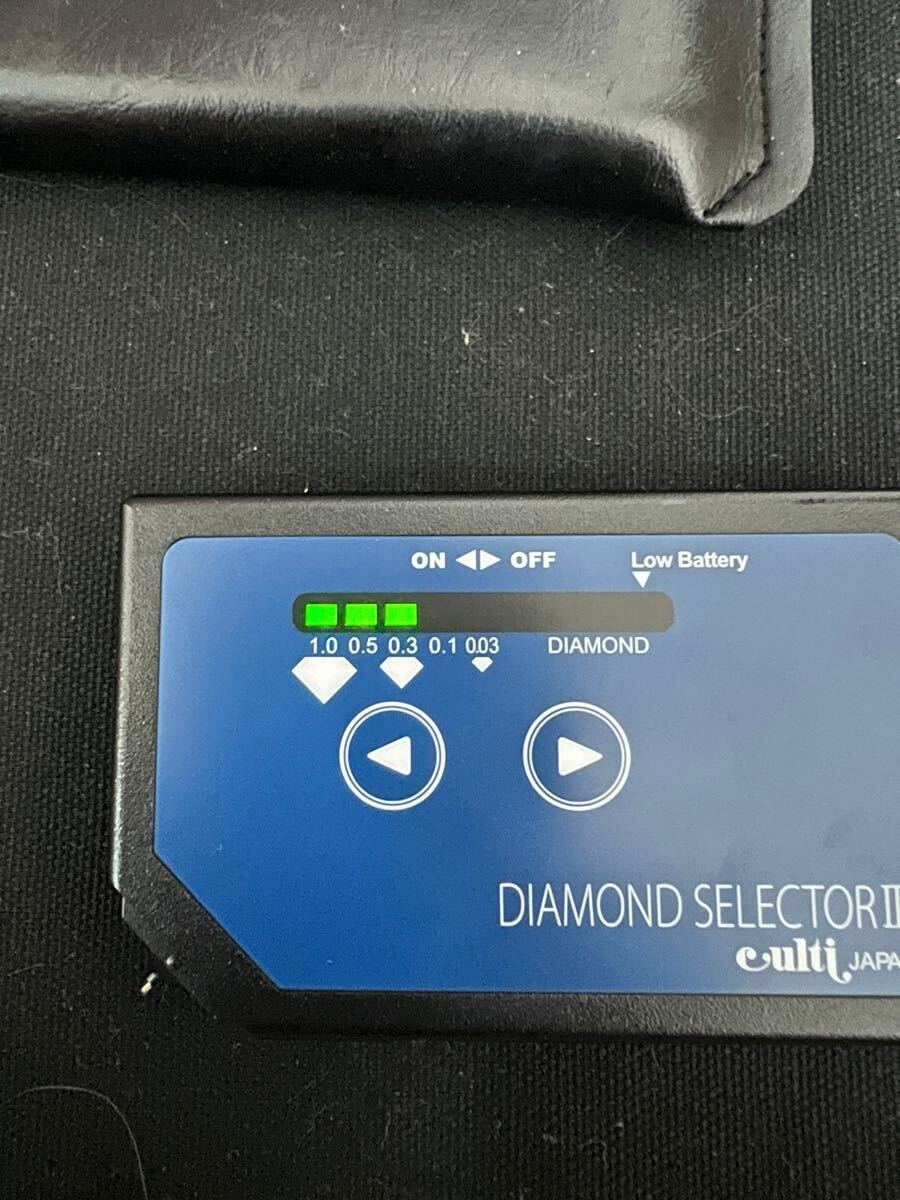 ON ◀▶ OFF
Low Battery
1.0 0.5 0.3 0.1 0.03
DIAMOND
DIAMOND SELECTOR II
culti JAPAN